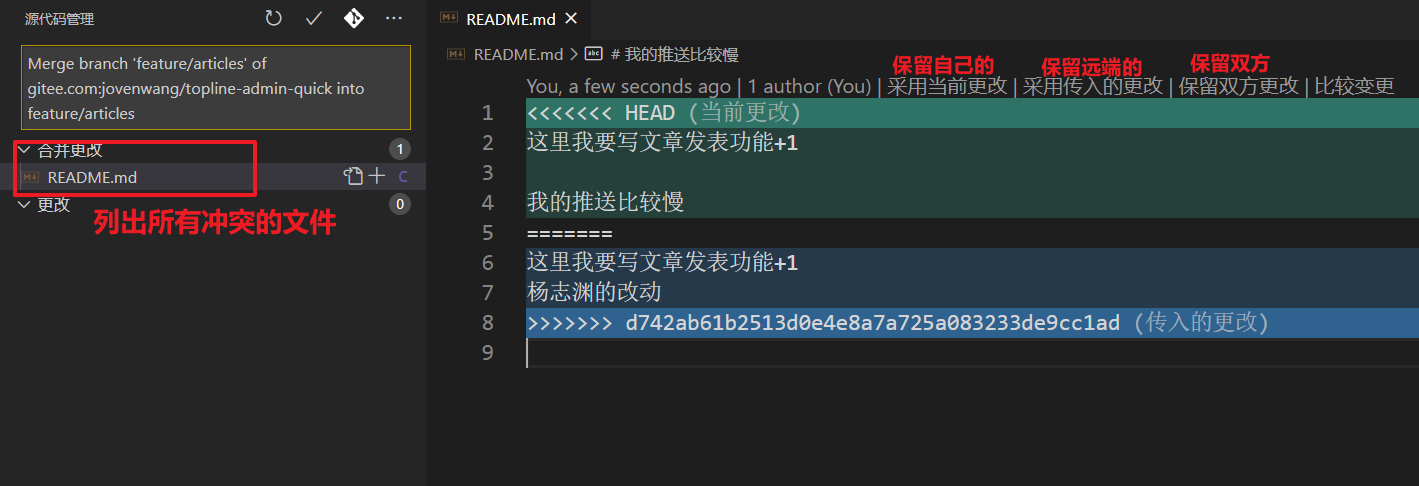 源代码管理
README.md
Merge branch 'feature/articles' of
gitee.com:jovenwang/topline-admin-quick into
feature/articles
合并更改 1
README.md C
更改 0
列出所有冲突的文件
README.md > # 我的推送比较慢
保留自己的 保留远端的 保留双方
You, a few seconds ago | 1 author (You) | 采用当前更改 | 采用传入的更改 | 保留双方更改 | 比较变更
1 <<<<<<< HEAD (当前更改)
2 这里我要写文章发表功能+1
3
4 我的推送比较慢
5 =======
6 这里我要写文章发表功能+1
7 杨志渊的改动
8 >>>>>>> d742ab61b2513d0e4e8a7a725a083233de9cc1ad (传入的更改)
9